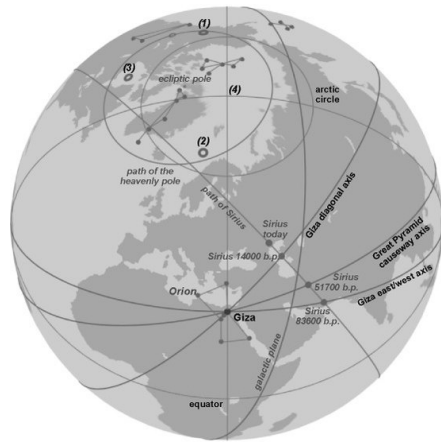 (1)
(3)
ecliptic pole
(4)
arctic
circle
(2)
path of the
heavenly pole
path of Sirius
Giza diagonal axis
Sirius
today
Great Pyramid
causeway axis
Sirius 14000 b.p.
Sirius
51700 b.p.
Giza east/west axis
Orion
Sirius
83600 b.p.
Giza
galactic plane
equator